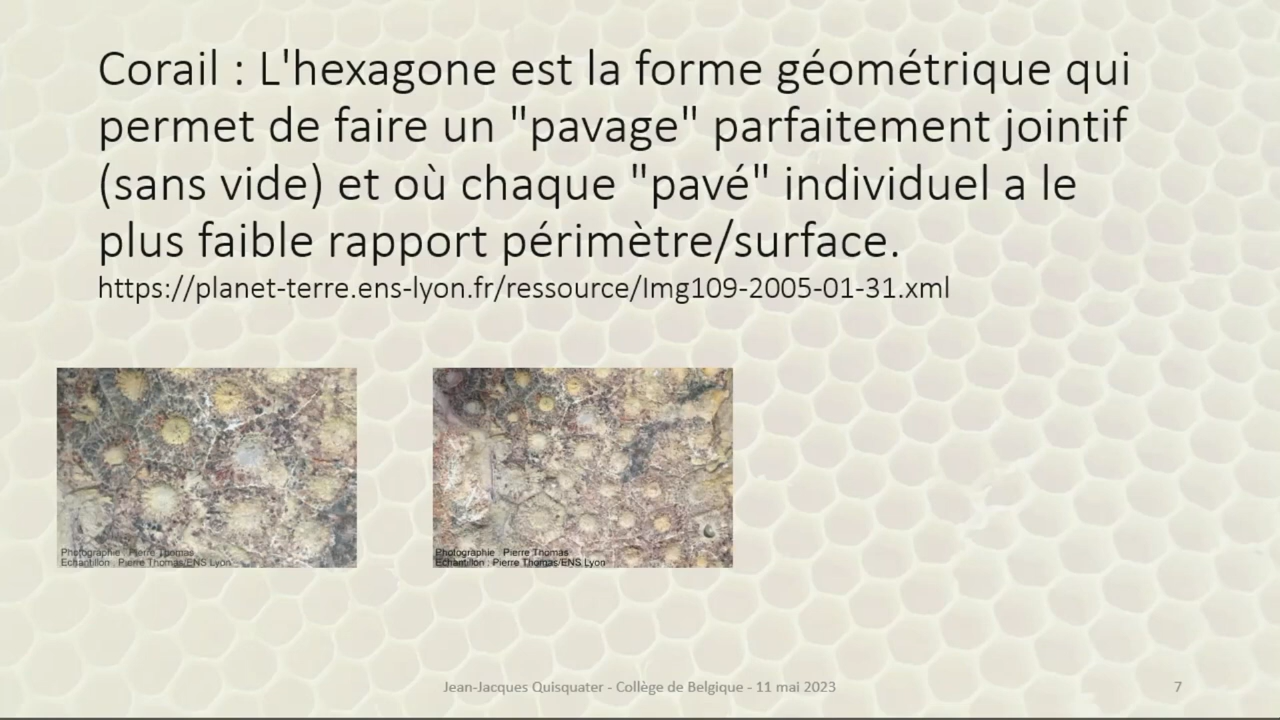 Corail : L'hexagone est la forme géométrique qui
permet de faire un "pavage" parfaitement jointif
(sans vide) et où chaque "pavé" individuel a le
plus faible rapport périmètre/surface.
https://planet-terre.ens-lyon.fr/ressource/Img109-2005-01-31.xml
Photographie : Pierre Thomas
Echantillon : Pierre Thomas/ENS Lyon
Photographie : Pierre Thomas
Echantillon : Pierre Thomas/ENS Lyon
Jean-Jacques Quisquater - Collège de Belgique - 11 mai 2023
7